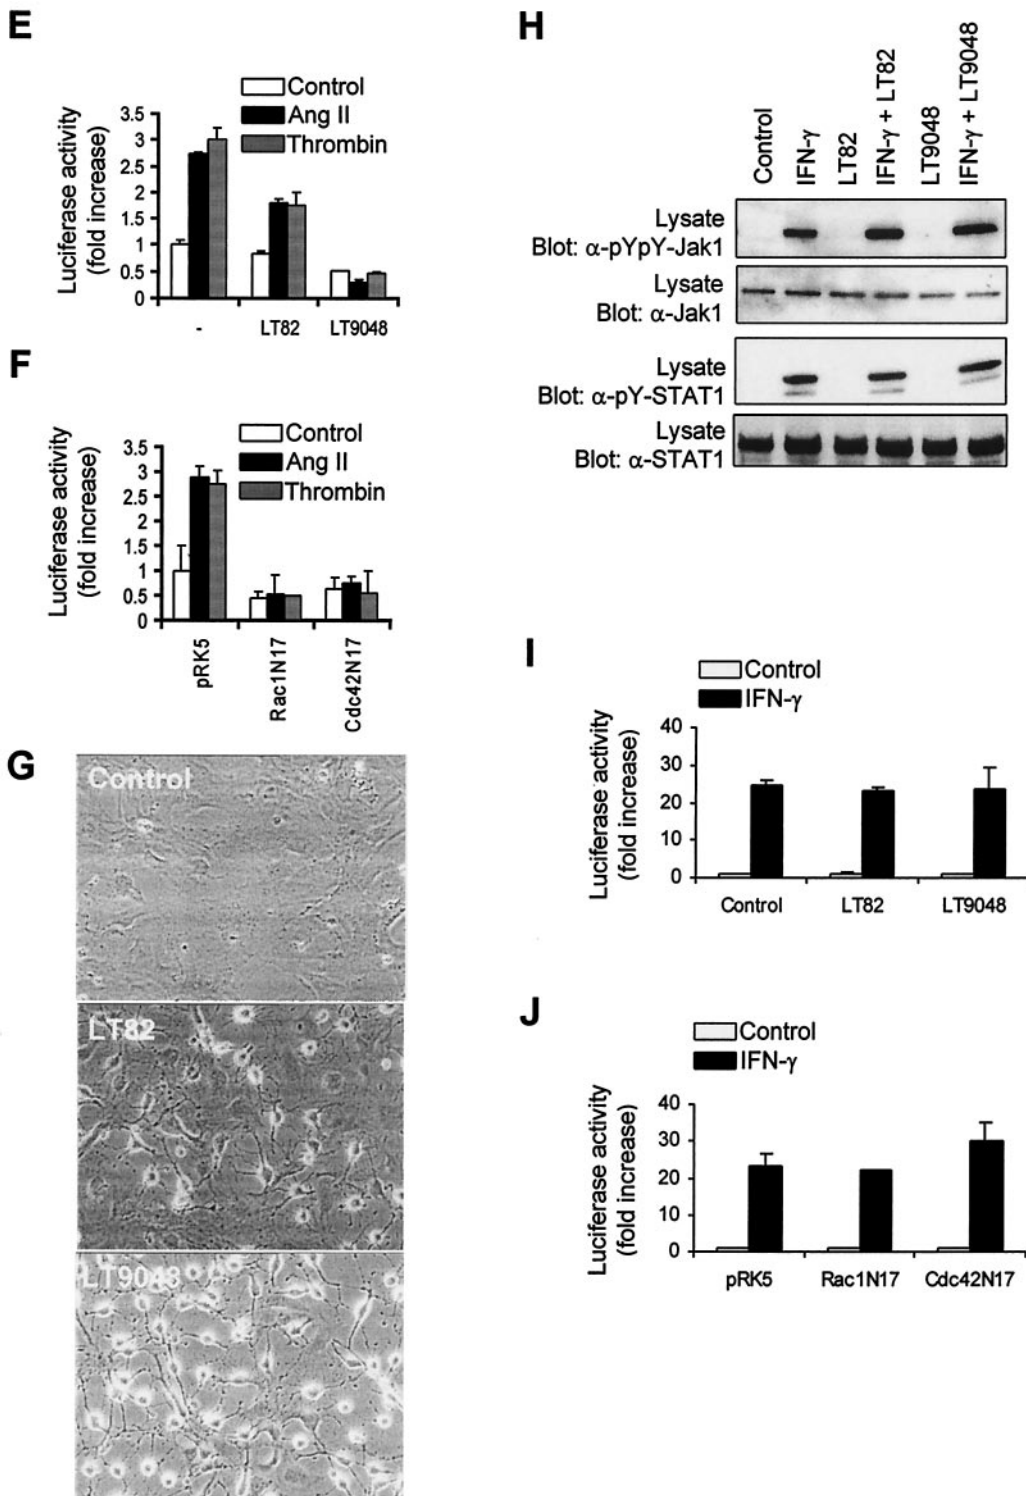 E
Control
Ang II
Thrombin
Luciferase activity
(fold increase)
3.5
3
2.5
2
1.5
1
0.5
0
-
LT82
LT9048
F
Control
Ang II
Thrombin
Luciferase activity
(fold increase)
3.5
3
2.5
2
1.5
1
0.5
0
pRK5
Rac1N17
Cdc42N17
G
Control
LT82
LT9048
H
Control
IFN-γ
LT82
IFN-γ + LT82
LT9048
IFN-γ + LT9048
Lysate
Blot: α-pYpY-Jak1
Lysate
Blot: α-Jak1
Lysate
Blot: α-pY-STAT1
Lysate
Blot: α-STAT1
I
Control
IFN-γ
Luciferase activity
(fold increase)
40
30
20
10
0
Control
LT82
LT9048
J
Control
IFN-γ
Luciferase activity
(fold increase)
40
30
20
10
0
pRK5
Rac1N17
Cdc42N17